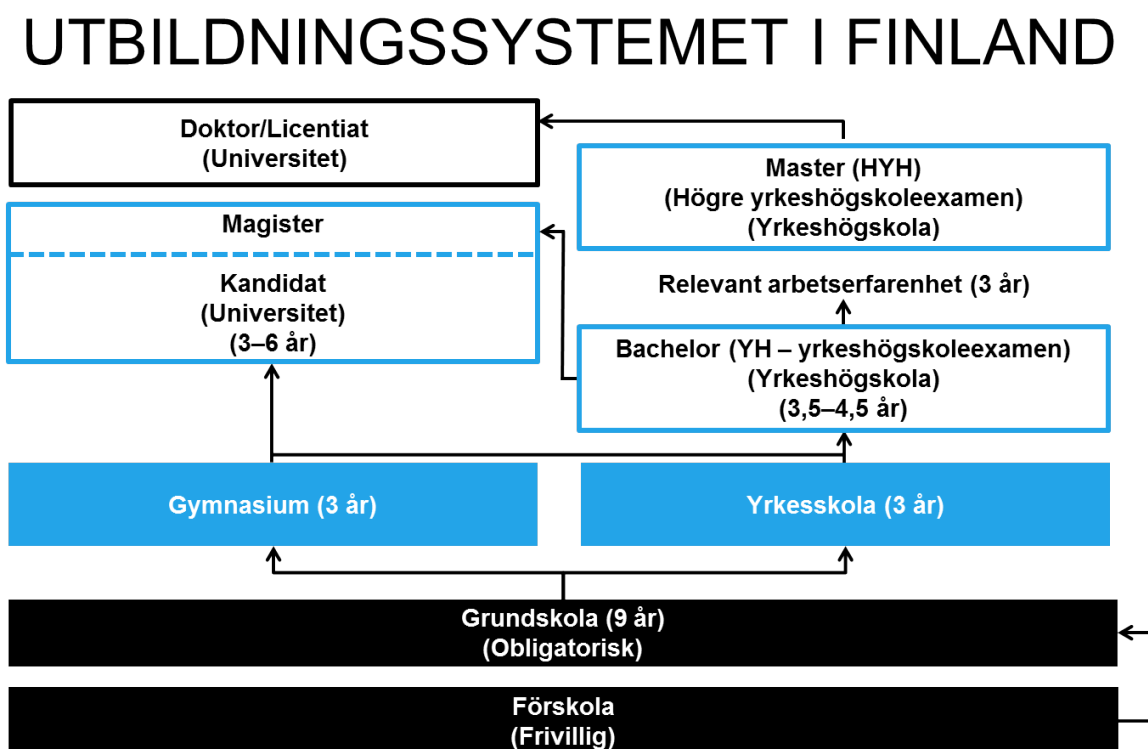 UTBILDNINGSSYSTEMET I FINLAND
Doktor/Licentiat
(Universitet)
Master (HYH)
(Högre yrkeshögskoleexamen)
(Yrkeshögskola)
Magister
Kandidat
(Universitet)
(3–6 år)
Relevant arbetserfarenhet (3 år)
Bachelor (YH – yrkeshögskoleexamen)
(Yrkeshögskola)
(3,5–4,5 år)
Gymnasium (3 år)
Yrkesskola (3 år)
Grundskola (9 år)
(Obligatorisk)
Förskola
(Frivillig)